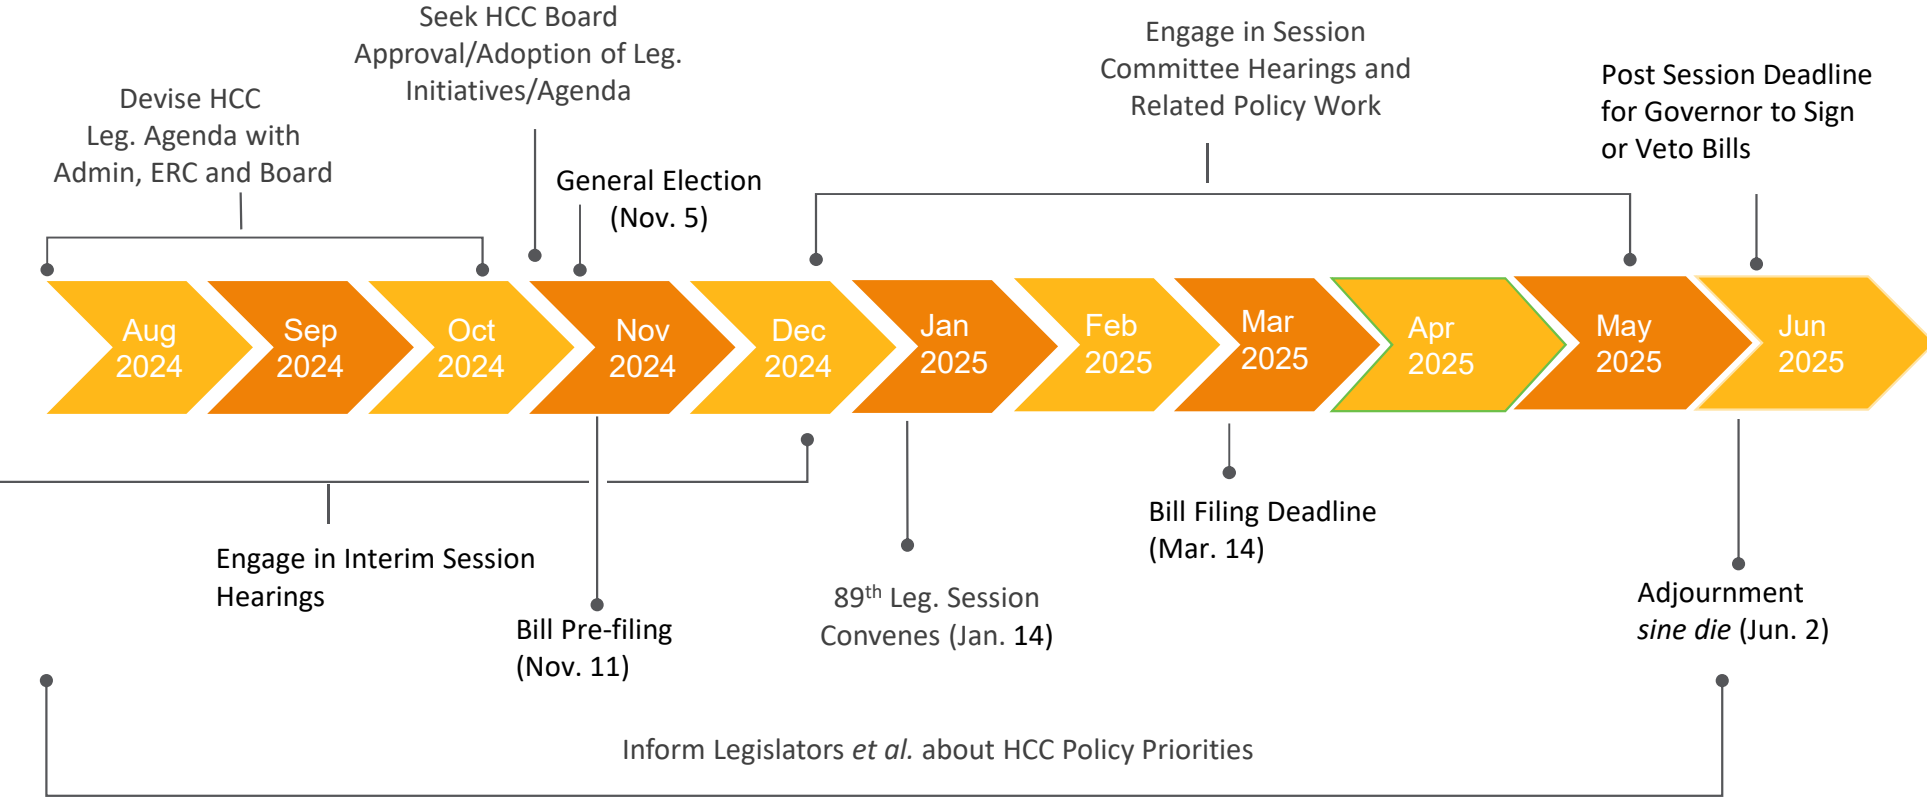 Seek HCC Board
Approval/Adoption of Leg.
Initiatives/Agenda
Engage in Session
Committee Hearings and
Related Policy Work
Post Session Deadline
for Governor to Sign
or Veto Bills
Devise HCC
Leg. Agenda with
Admin, ERC and Board
General Election
(Nov. 5)
Aug
2024
Sep
2024
Oct
2024
Nov
2024
Dec
2024
Jan
2025
Feb
2025
Mar
2025
Apr
2025
May
2025
Jun
2025
Engage in Interim Session
Hearings
Bill Pre-filing
(Nov. 11)
89th Leg. Session
Convenes (Jan. 14)
Bill Filing Deadline
(Mar. 14)
Adjournment
sine die (Jun. 2)
Inform Legislators et al. about HCC Policy Priorities